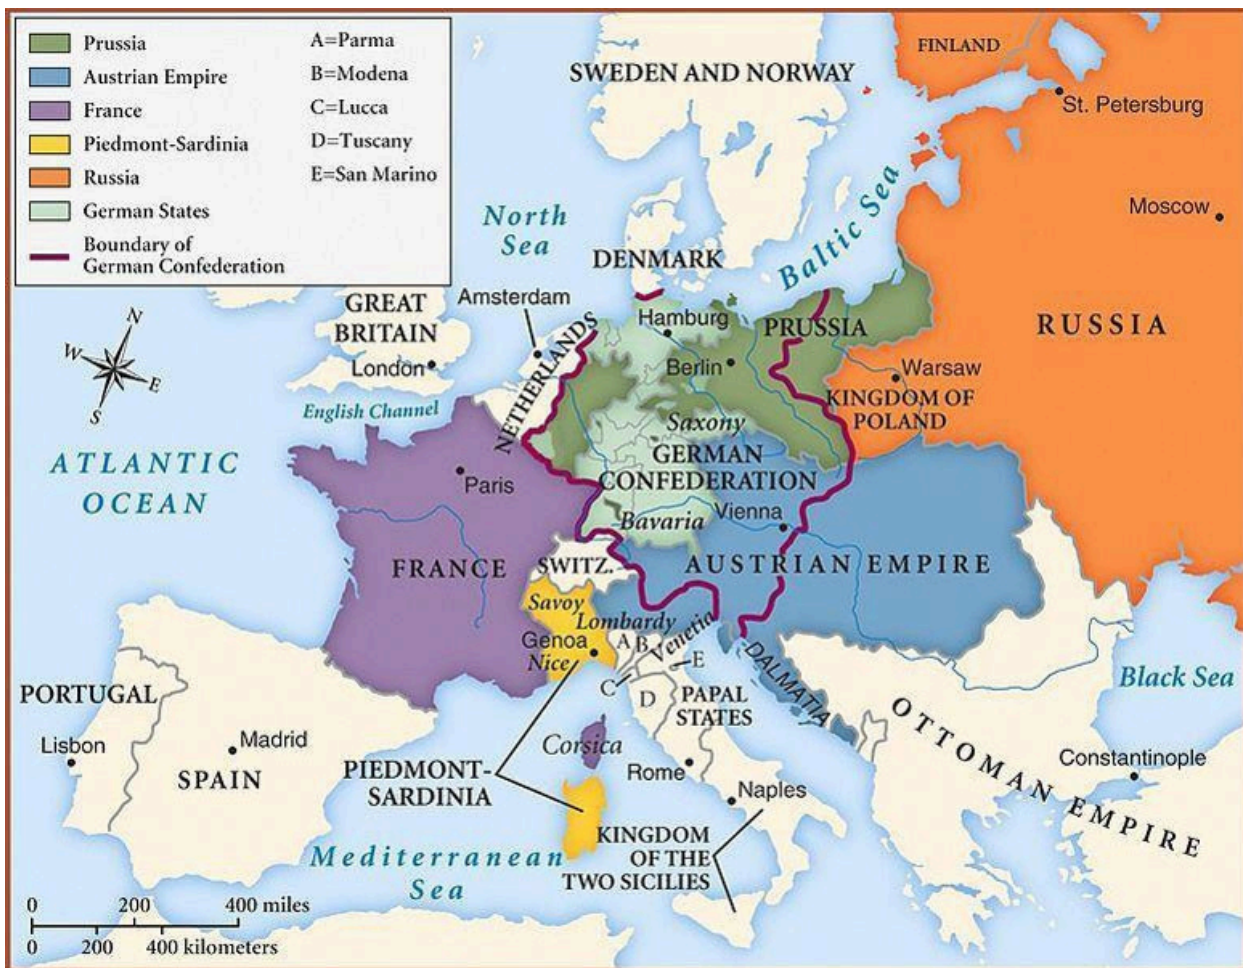 Prussia
Austrian Empire
France
Piedmont-Sardinia
Russia
German States
Boundary of
German Confederation
A=Parma
B=Modena
C=Lucca
D=Tuscany
E=San Marino
FINLAND
SWEDEN AND NORWAY
St. Petersburg
Moscow
North
Sea
Baltic Sea
DENMARK
N
W
E
S
GREAT
BRITAIN
London
Amsterdam
NETHERLANDS
Hamburg
PRUSSIA
Berlin
RUSSIA
Warsaw
KINGDOM OF
POLAND
English Channel
ATLANTIC
OCEAN
Paris
Saxony
GERMAN
CONFEDERATION
Vienna
Bavaria
FRANCE
SWITZ.
AUSTRIAN EMPIRE
Savoy
Lombardy
Venetia
Genoa
Nice
A
B
C
D
E
DALMATIA
PAPAL
STATES
Black Sea
PORTUGAL
Lisbon
Madrid
SPAIN
Corsica
PIEDMONT-
SARDINIA
Rome
Naples
OTTOMAN EMPIRE
Constantinople
KINGDOM
OF THE
TWO SICILIES
Mediterranean
Sea
0 200 400 miles
0 200 400 kilometers